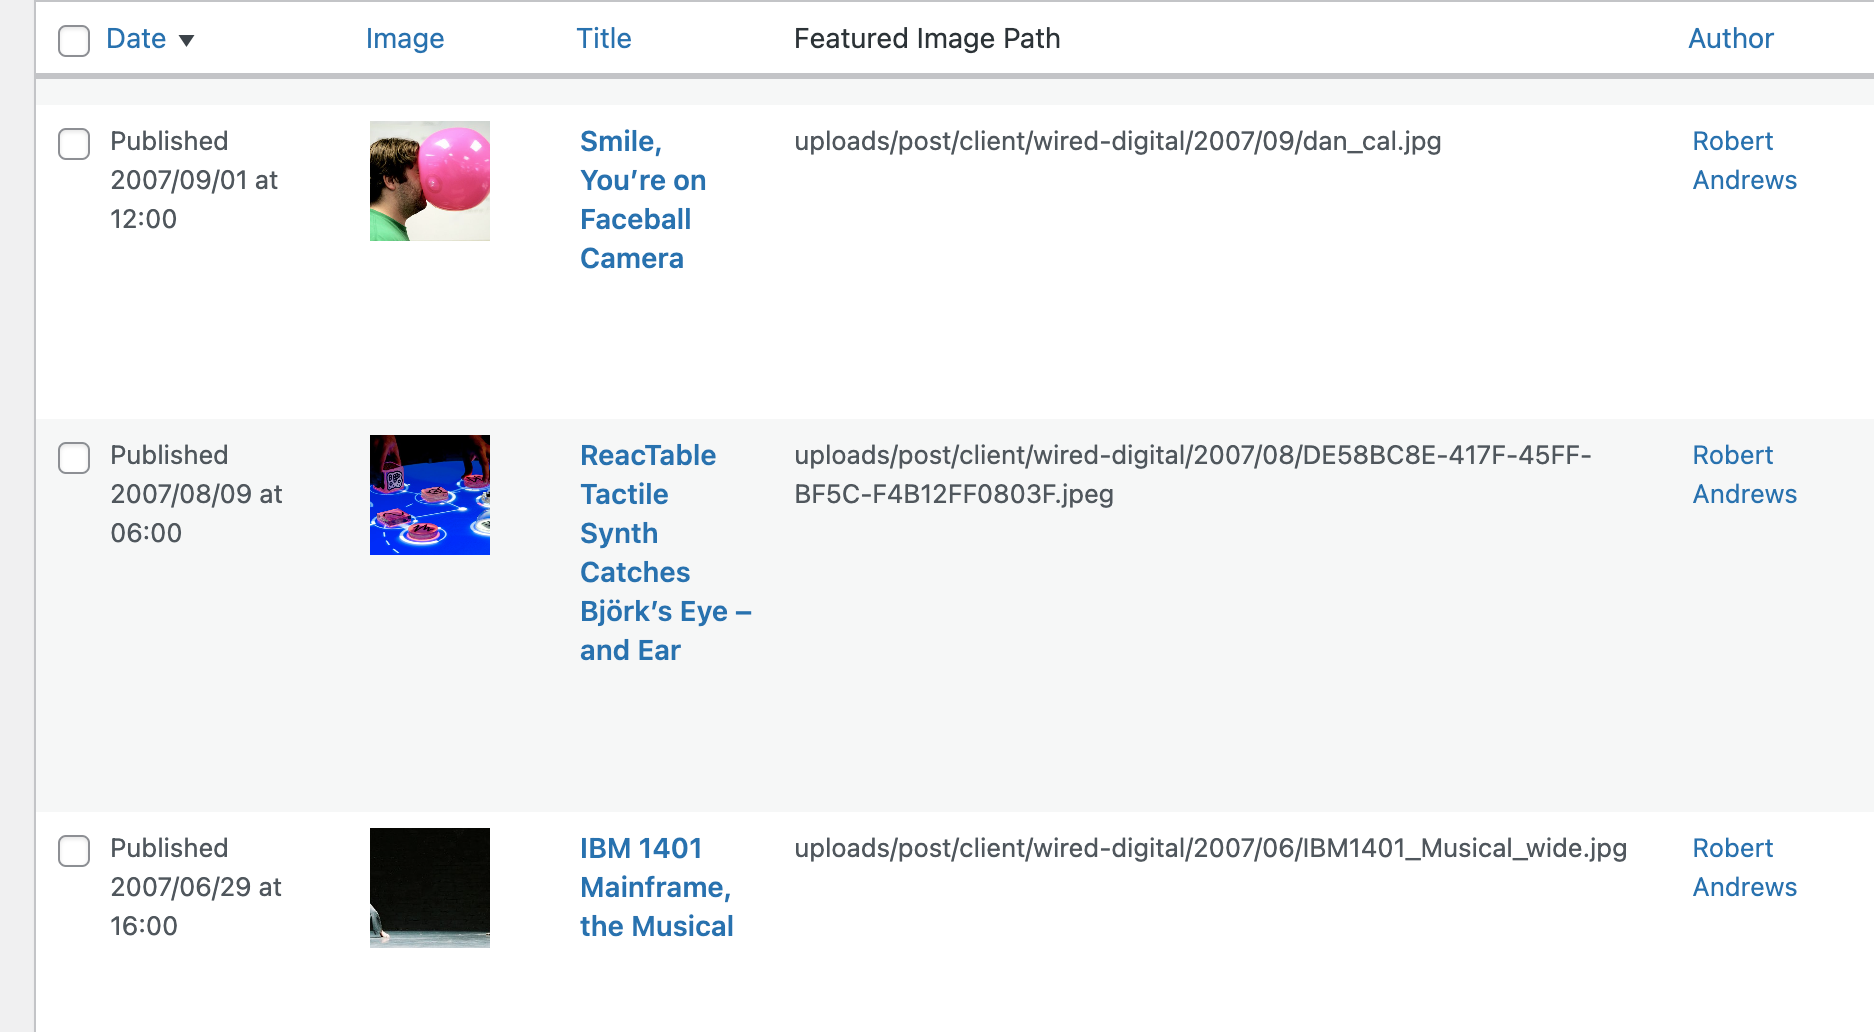 Date ▼ Image Title Featured Image Path Author
Published
2007/09/01 at
12:00
Smile,
You’re on
Faceball
Camera
uploads/post/client/wired-digital/2007/09/dan_cal.jpg
Robert
Andrews
Published
2007/08/09 at
06:00
ReacTable
Tactile
Synth
Catches
Björk’s Eye –
and Ear
uploads/post/client/wired-digital/2007/08/DE58BC8E-417F-45FF-
BF5C-F4B12FF0803F.jpeg
Robert
Andrews
Published
2007/06/29 at
16:00
IBM 1401
Mainframe,
the Musical
uploads/post/client/wired-digital/2007/06/IBM1401_Musical_wide.jpg
Robert
Andrews